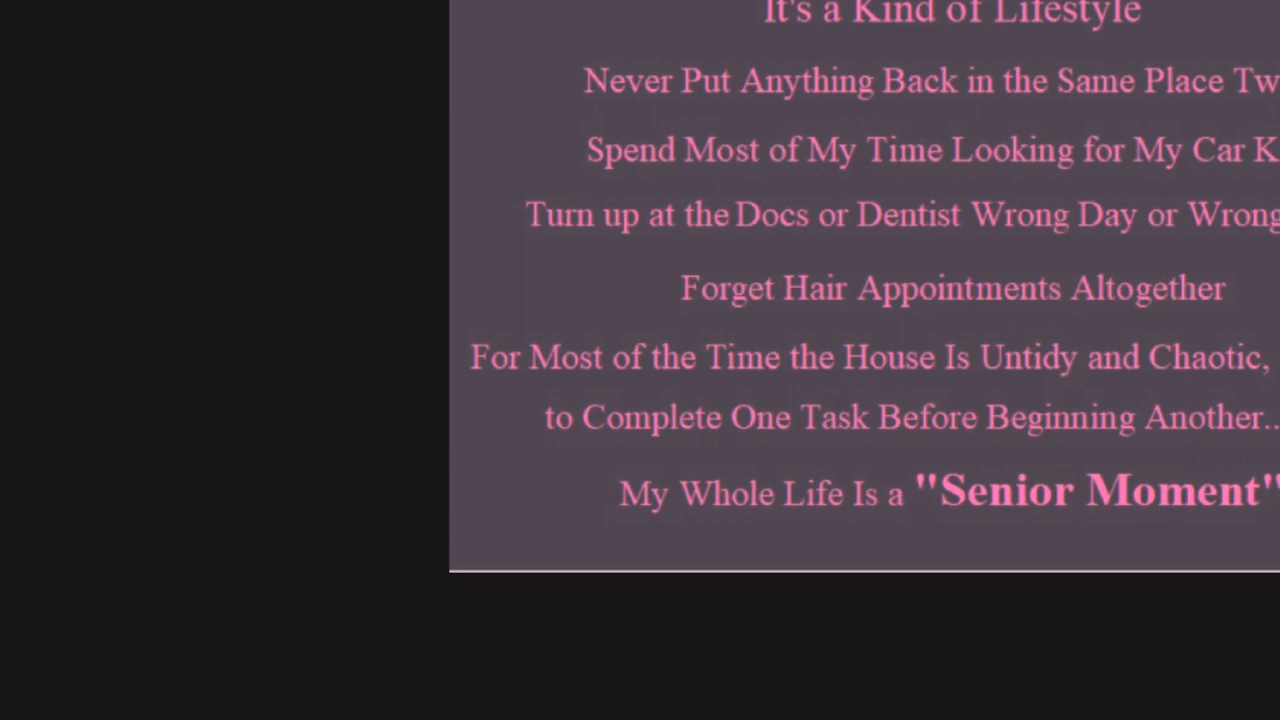 It's a Kind of Lifestyle
Never Put Anything Back in the Same Place
Spend Most of My Time Looking for My Car
Turn up at the Docs or Dentist Wrong Day or Wrong
Forget Hair Appointments Altogether
For Most of the Time the House Is Untidy and Chaotic,
to Complete One Task Before Beginning Another..
My Whole Life Is a "Senior Moment"